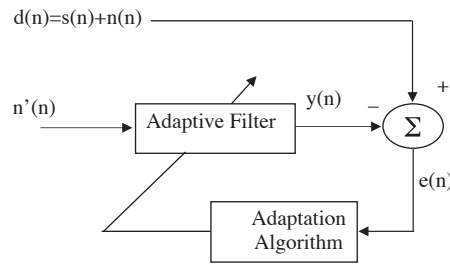 d(n)=s(n)+n(n)
+
y(n)
n’(n)
Adaptive Filter
−
Σ
e(n)
Adaptation
Algorithm